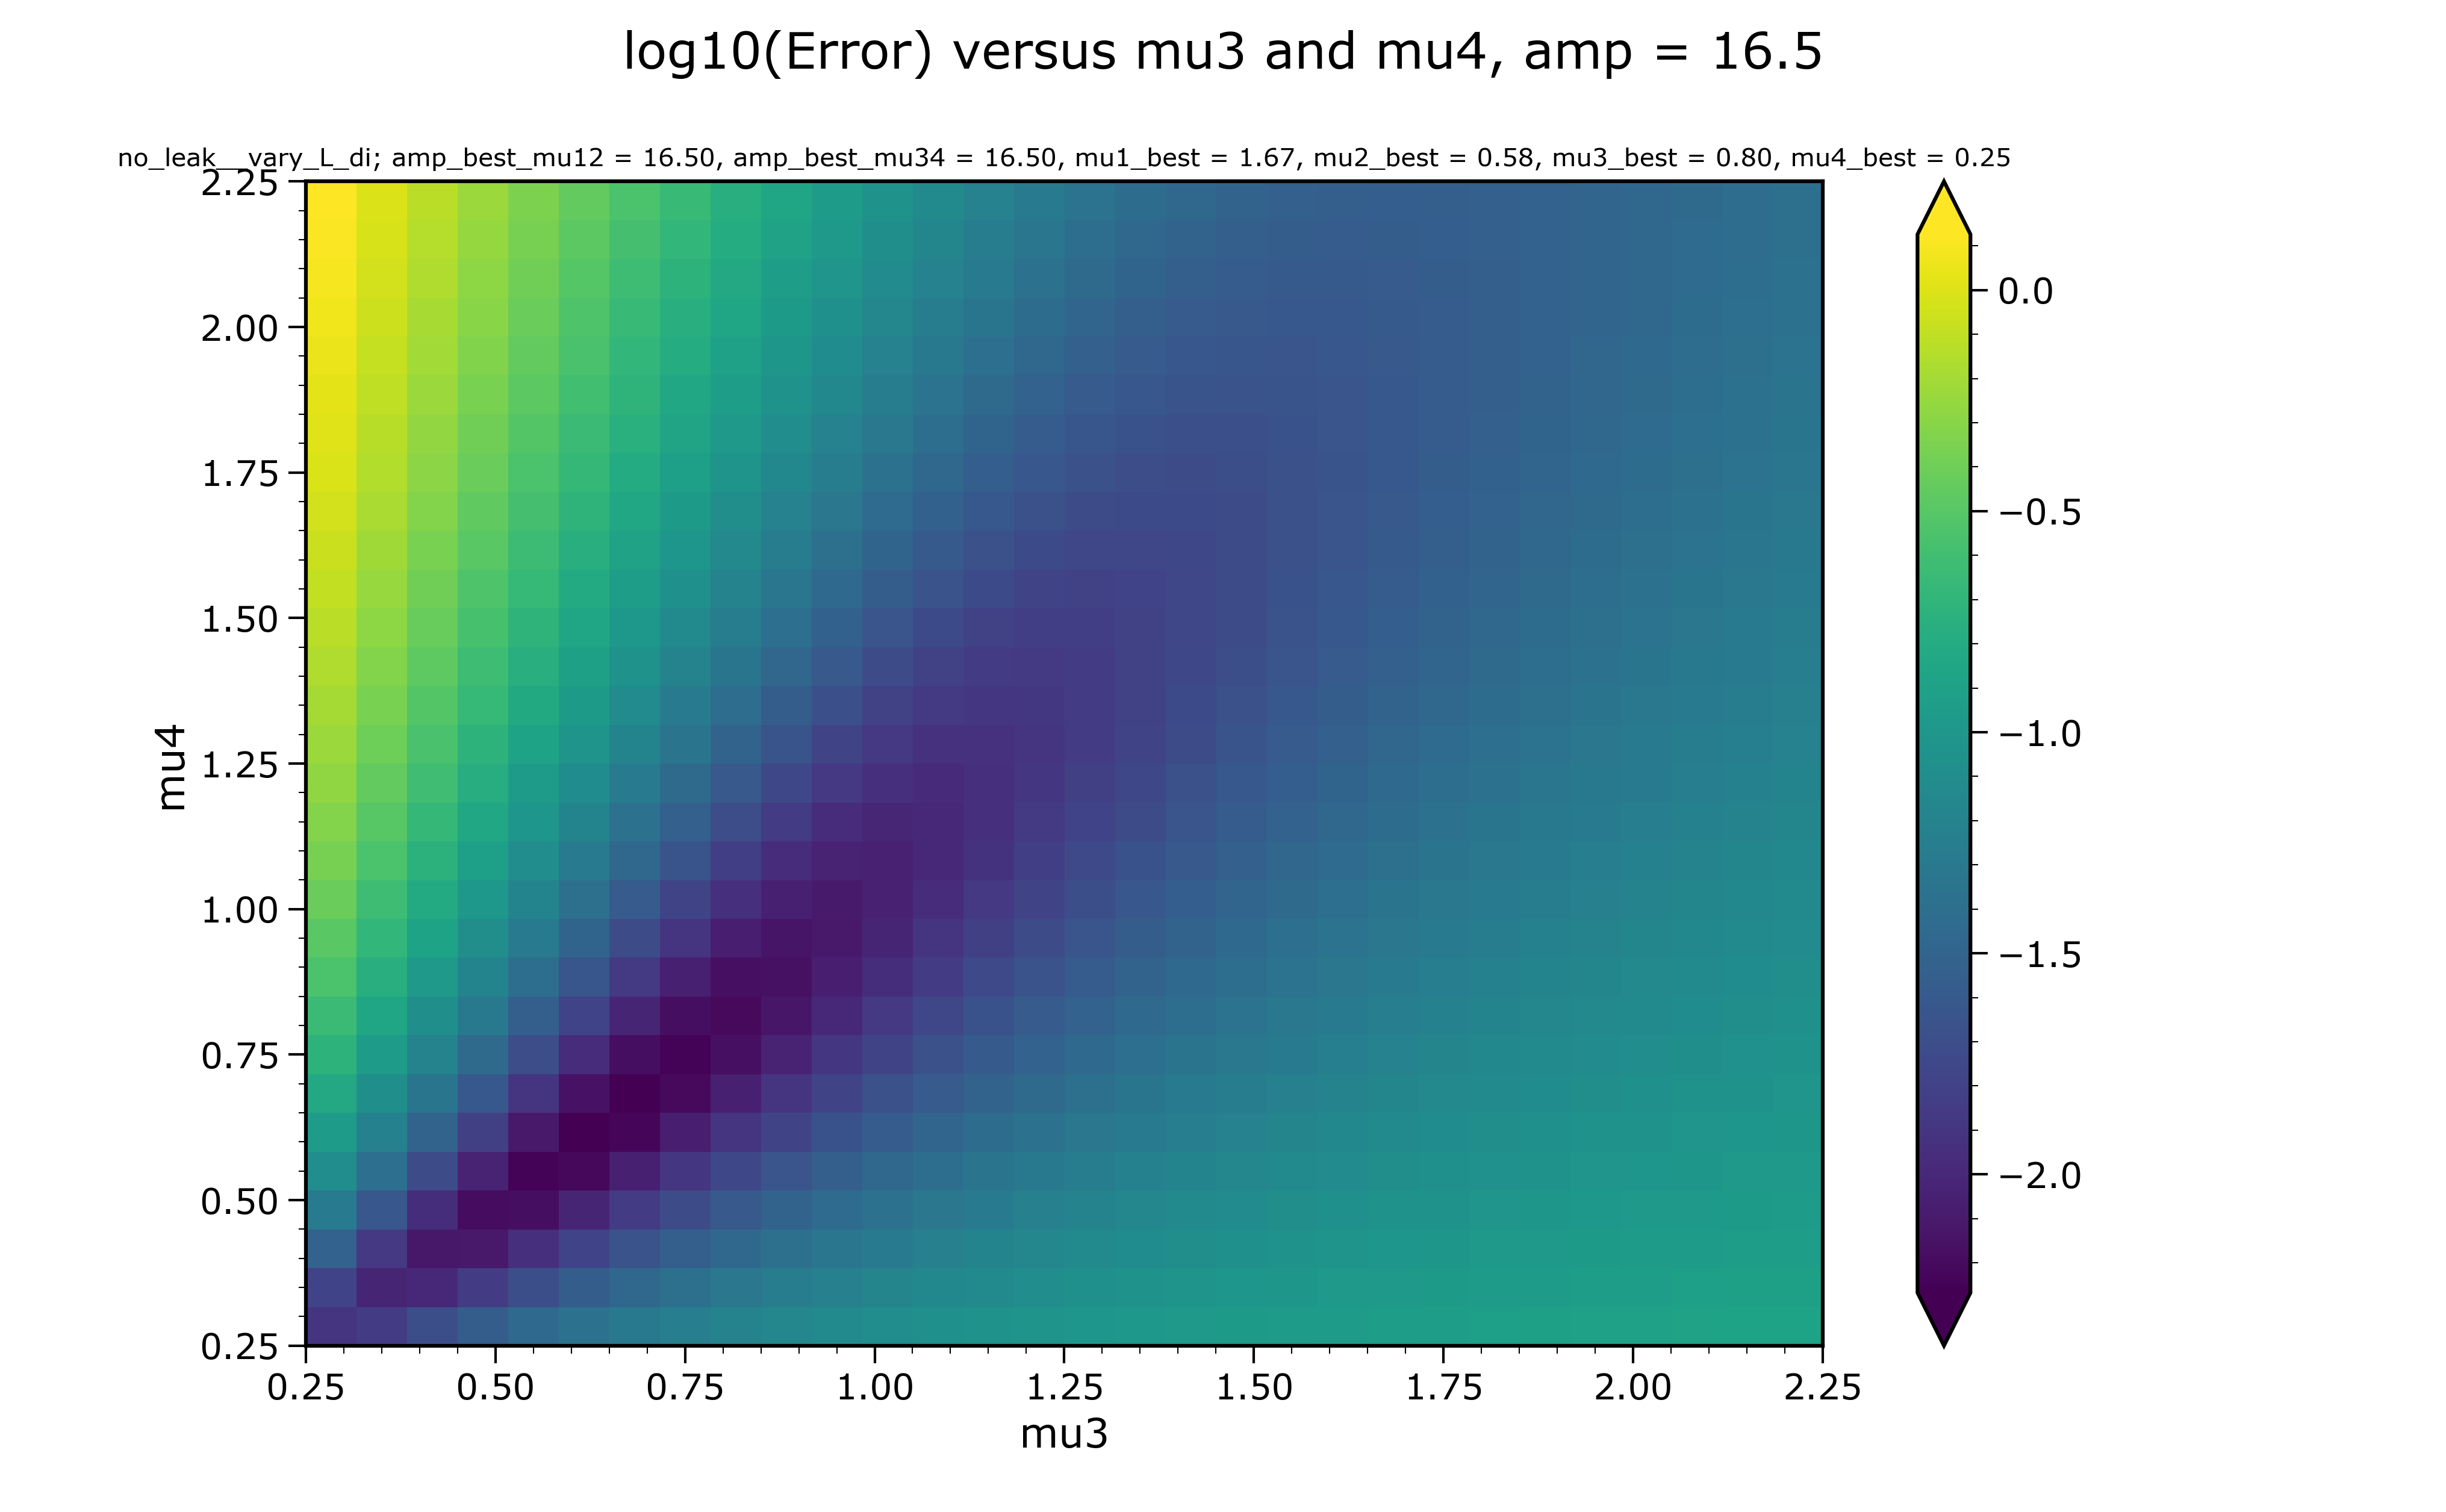 log10(Error) versus mu3 and mu4, amp = 16.5
no_leak__vary_L_di; amp_best_mu12 = 16.50, amp_best_mu34 = 16.50, mu1_best = 1.67, mu2_best = 0.58, mu3_best = 0.80, mu4_best = 0.25
2.25
2.00
1.75
1.50
1.25
1.00
0.75
0.50
0.25
mu4
0.25 0.50 0.75 1.00 1.25 1.50 1.75 2.00 2.25
mu3
0.0
−0.5
−1.0
−1.5
−2.0